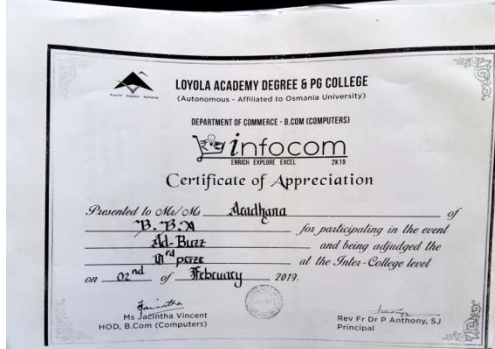 LOYOLA ACADEMY DEGREE & PG COLLEGE
(Autonomous - Affiliated to Osmania University)
DEPARTMENT OF COMMERCE - B.COM (COMPUTERS)
infocom
ENRICH EXPLORE EXCEL 2K19
Certificate of Appreciation
Presented to Mr/Ms Aradhana of
B.B.A for participating in the event
Ad-Buzz and being adjudged the
IIIrd prize at the Inter-College level
on 02nd of February 2019.
Jacintha
Ms Jacintha Vincent
HOD, B.Com (Computers)
Rev Fr Dr P Anthony, SJ
Principal